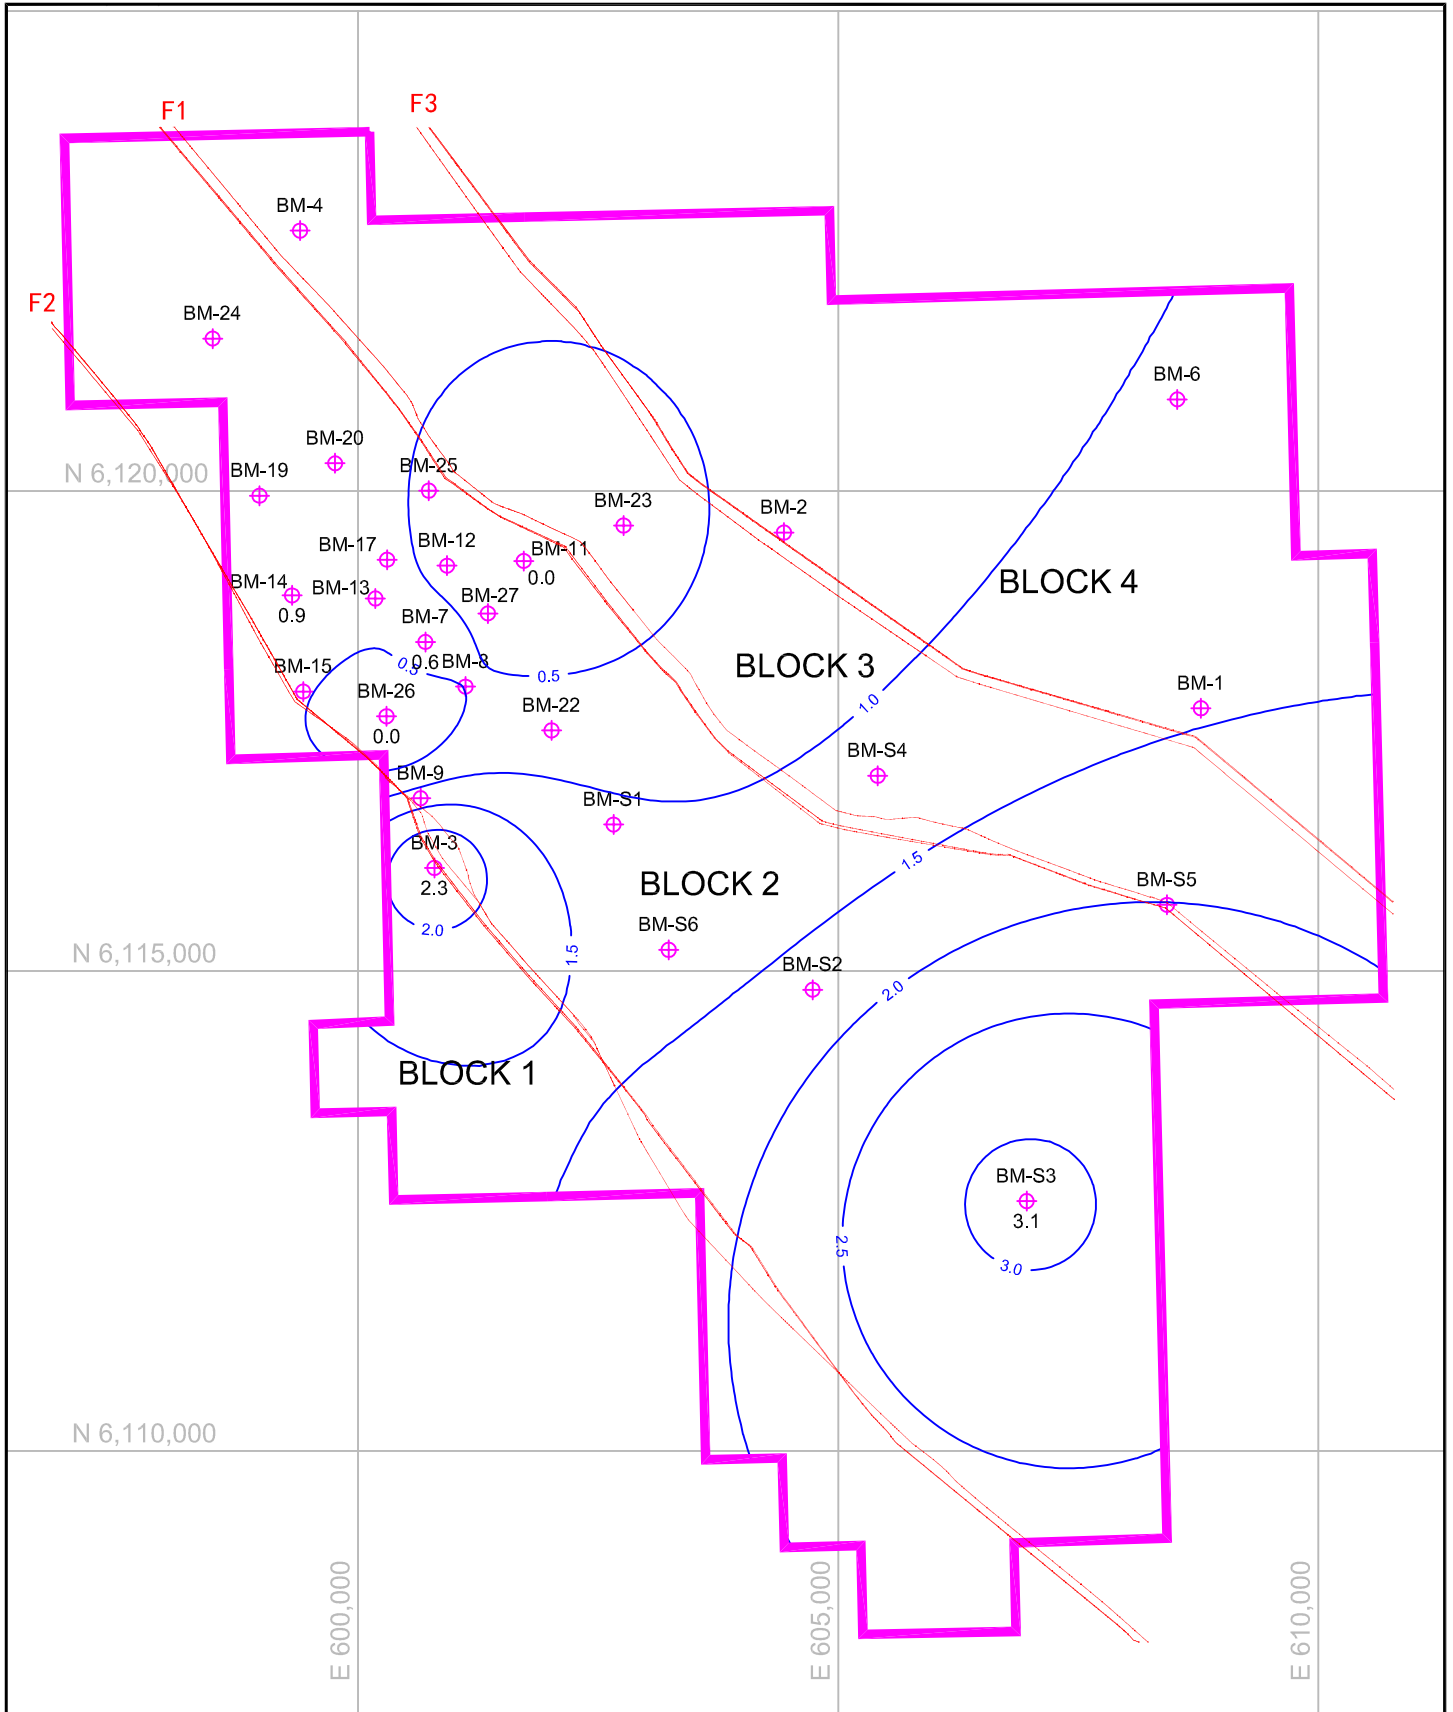 F1
F3
BM-4
F2
BM-24
BM-6
BM-20
N 6,120,000
BM-19
BM-25
BM-23
BM-2
BM-17
BM-12
BM-11
0.0
BLOCK 4
BM-14
0.9
BM-13
BM-27
BM-7
0.6
0.5
BM-8
0.5
BLOCK 3
BM-15
BM-26
0.0
BM-22
1.0
BM-1
BM-S4
BM-9
BM-S1
BM-3
2.3
1.5
BLOCK 2
BM-S5
2.0
BM-S6
1.5
N 6,115,000
BM-S2
2.0
BLOCK 1
BM-S3
3.1
2.5
3.0
N 6,110,000
E 600,000
E 605,000
E 610,000